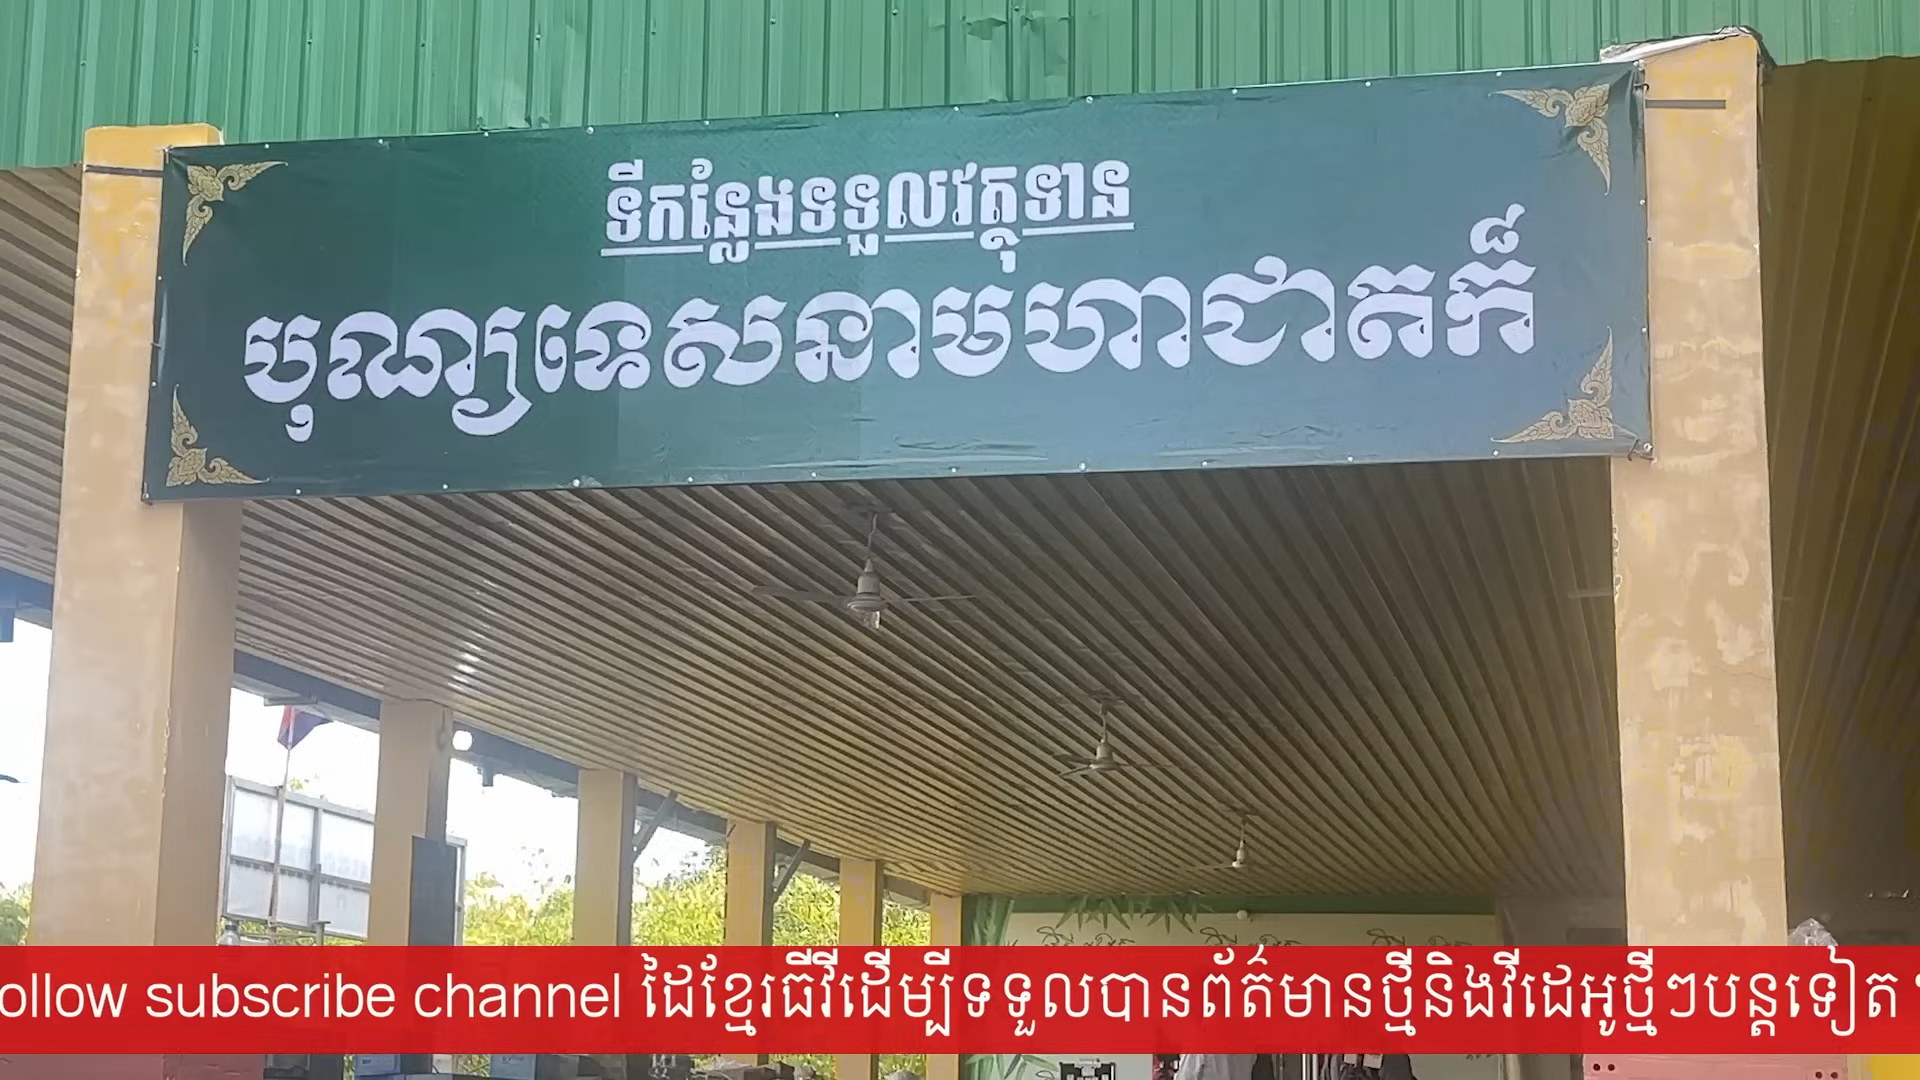 ទីកន្លែងទទួលវត្ថុទាន
បុណ្យទេសនាមហាជាតក៏
ollow subscribe channel ដៃខ្មែរធីវីដើម្បីទទួលបានព័ត៌មានថ្មីនិងវីដេអូថ្មីៗបន្តទៀត